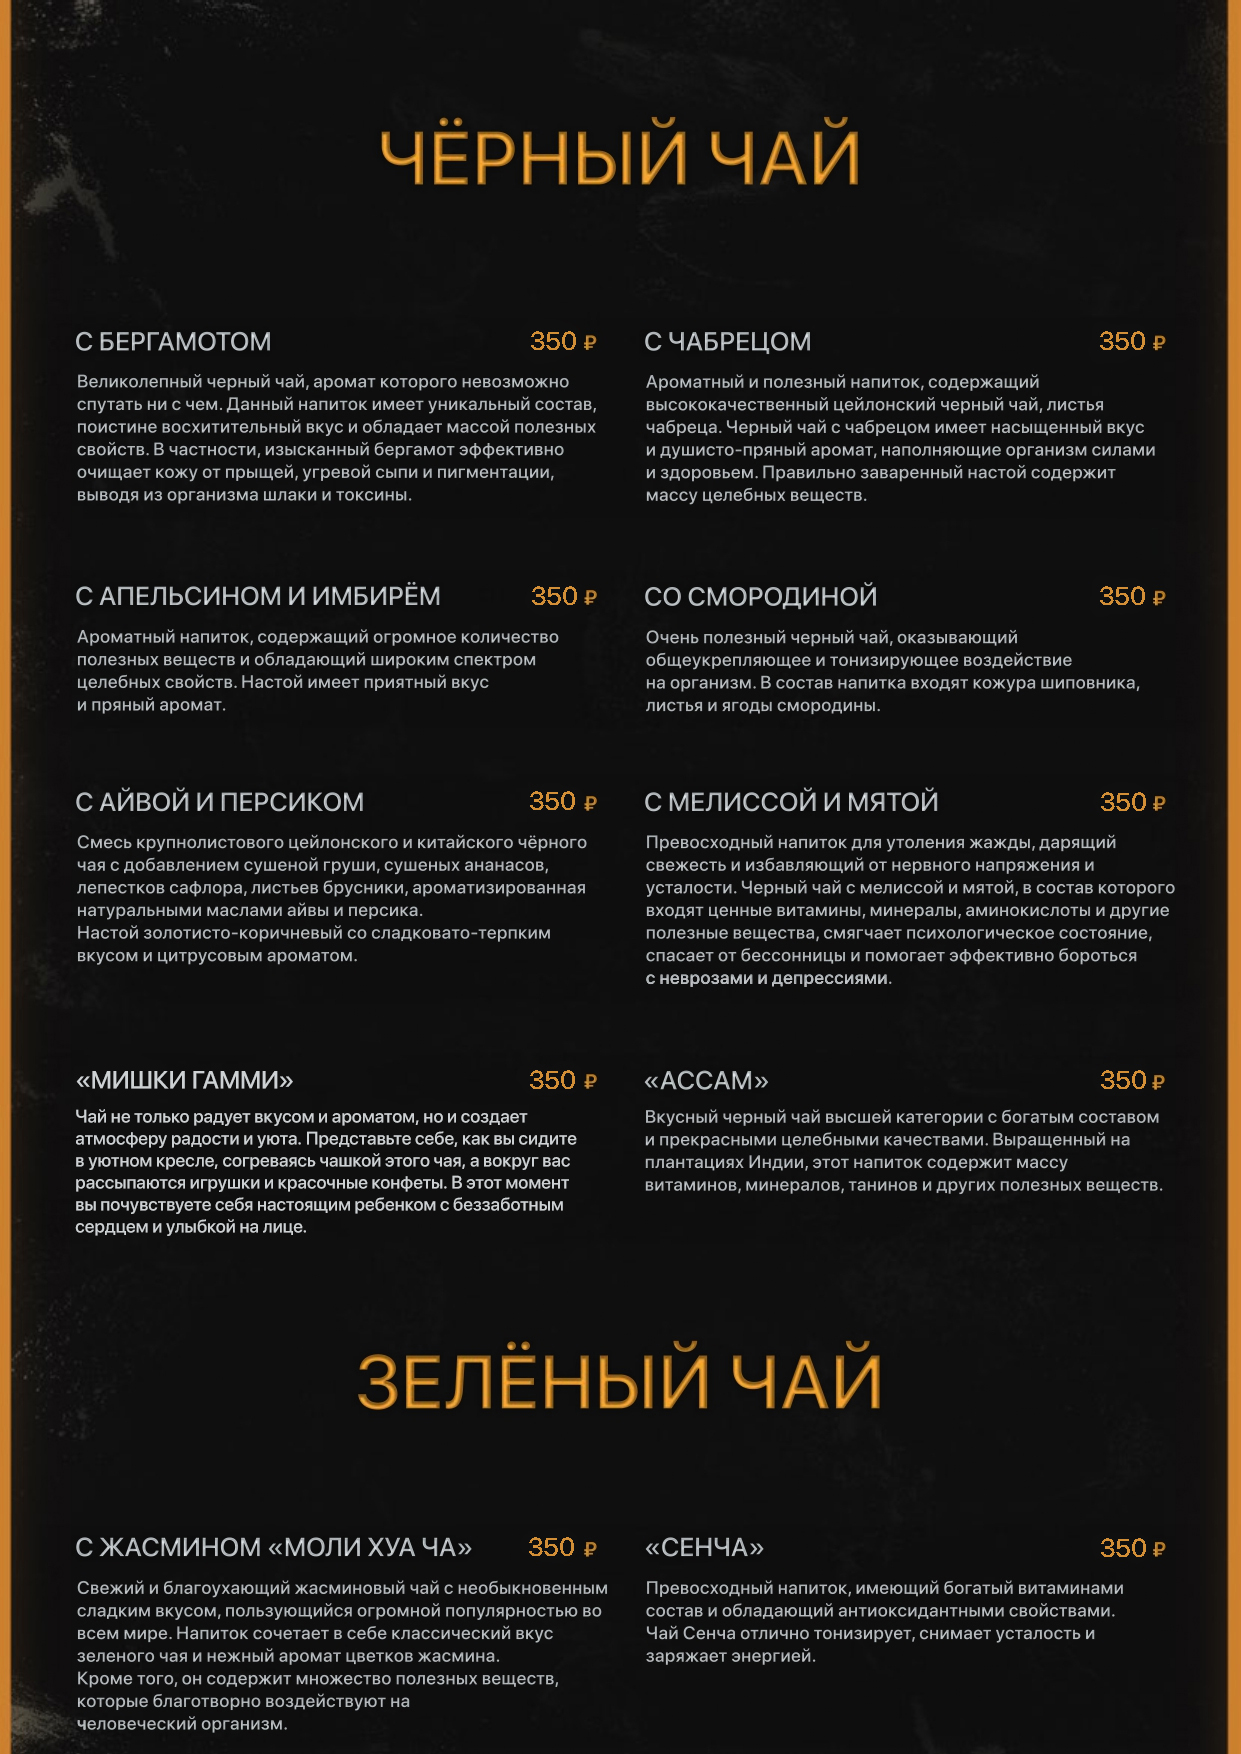 ЧЁРНЫЙ ЧАЙ
С БЕРГАМОТОМ 350 ₽
Великолепный черный чай, аромат которого невозможно
спутать ни с чем. Данный напиток имеет уникальный состав,
поистине восхитительный вкус и обладает массой полезных
свойств. В частности, изысканный бергамот эффективно
очищает кожу от прыщей, угревой сыпи и пигментации,
выводя из организма шлаки и токсины.
С ЧАБРЕЦОМ 350 ₽
Ароматный и полезный напиток, содержащий
высококачественный цейлонский черный чай, листья
чабреца. Черный чай с чабрецом имеет насыщенный вкус
и душисто-пряный аромат, наполняющие организм силами
и здоровьем. Правильно заваренный настой содержит
массу целебных веществ.
С АПЕЛЬСИНОМ И ИМБИРЁМ 350 ₽
Ароматный напиток, содержащий огромное количество
полезных веществ и обладающий широким спектром
целебных свойств. Настой имеет приятный вкус
и пряный аромат.
СО СМОРОДИНОЙ 350 ₽
Очень полезный черный чай, оказывающий
общеукрепляющее и тонизирующее воздействие
на организм. В состав напитка входят кожура шиповника,
листья и ягоды смородины.
С АЙВОЙ И ПЕРСИКОМ 350 ₽
Смесь крупнолистового цейлонского и китайского чёрного
чая с добавлением сушеной груши, сушеных ананасов,
лепестков сафлора, листьев брусники, ароматизированная
натуральными маслами айвы и персика.
Настой золотисто-коричневый со сладковато-терпким
вкусом и цитрусовым ароматом.
С МЕЛИССОЙ И МЯТОЙ 350 ₽
Превосходный напиток для утоления жажды, дарящий
свежесть и избавляющий от нервного напряжения и
усталости. Черный чай с мелиссой и мятой, в состав которого
входят ценные витамины, минералы, аминокислоты и другие
полезные вещества, смягчает психологическое состояние,
спасает от бессонницы и помогает эффективно бороться
с неврозами и депрессиями.
«МИШКИ ГАММИ» 350 ₽
Чай не только радует вкусом и ароматом, но и создает
атмосферу радости и уюта. Представьте себе, как вы сидите
в уютном кресле, согреваясь чашкой этого чая, а вокруг вас
рассыпаются игрушки и красочные конфеты. В этот момент
вы почувствуете себя настоящим ребенком с беззаботным
сердцем и улыбкой на лице.
«АССАМ» 350 ₽
Вкусный черный чай высшей категории с богатым составом
и прекрасными целебными качествами. Выращенный на
плантациях Индии, этот напиток содержит массу
витаминов, минералов, танинов и других полезных веществ.
ЗЕЛЁНЫЙ ЧАЙ
С ЖАСМИНОМ «МОЛИ ХУА ЧА» 350 ₽
Свежий и благоухающий жасминовый чай с необыкновенным
сладким вкусом, пользующийся огромной популярностью во
всем мире. Напиток сочетает в себе классический вкус
зеленого чая и нежный аромат цветков жасмина.
Кроме того, он содержит множество полезных веществ,
которые благотворно воздействуют на
человеческий организм.
«СЕНЧА» 350 ₽
Превосходный напиток, имеющий богатый витаминами
состав и обладающий антиоксидантными свойствами.
Чай Сенча отлично тонизирует, снимает усталость и
заряжает энергией.